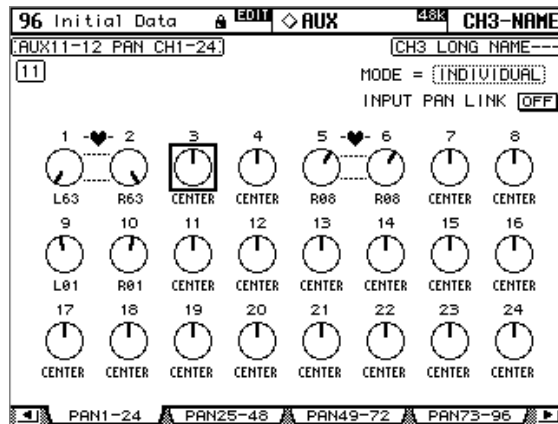 96 Initial Data EDIT ◇AUX 48K CH3-NAME
AUX11-12 PAN CH1-24 CH3 LONG NAME---
11 MODE = INDIVIDUAL
INPUT PAN LINK OFF
1 -♥- 2 3 4 5 -♥- 6 7 8
L63 R63 CENTER CENTER R08 R08 CENTER CENTER
9 10 11 12 13 14 15 16
L01 R01 CENTER CENTER CENTER CENTER CENTER CENTER
17 18 19 20 21 22 23 24
CENTER CENTER CENTER CENTER CENTER CENTER CENTER CENTER
PAN1-24 PAN25-48 PAN49-72 PAN73-96